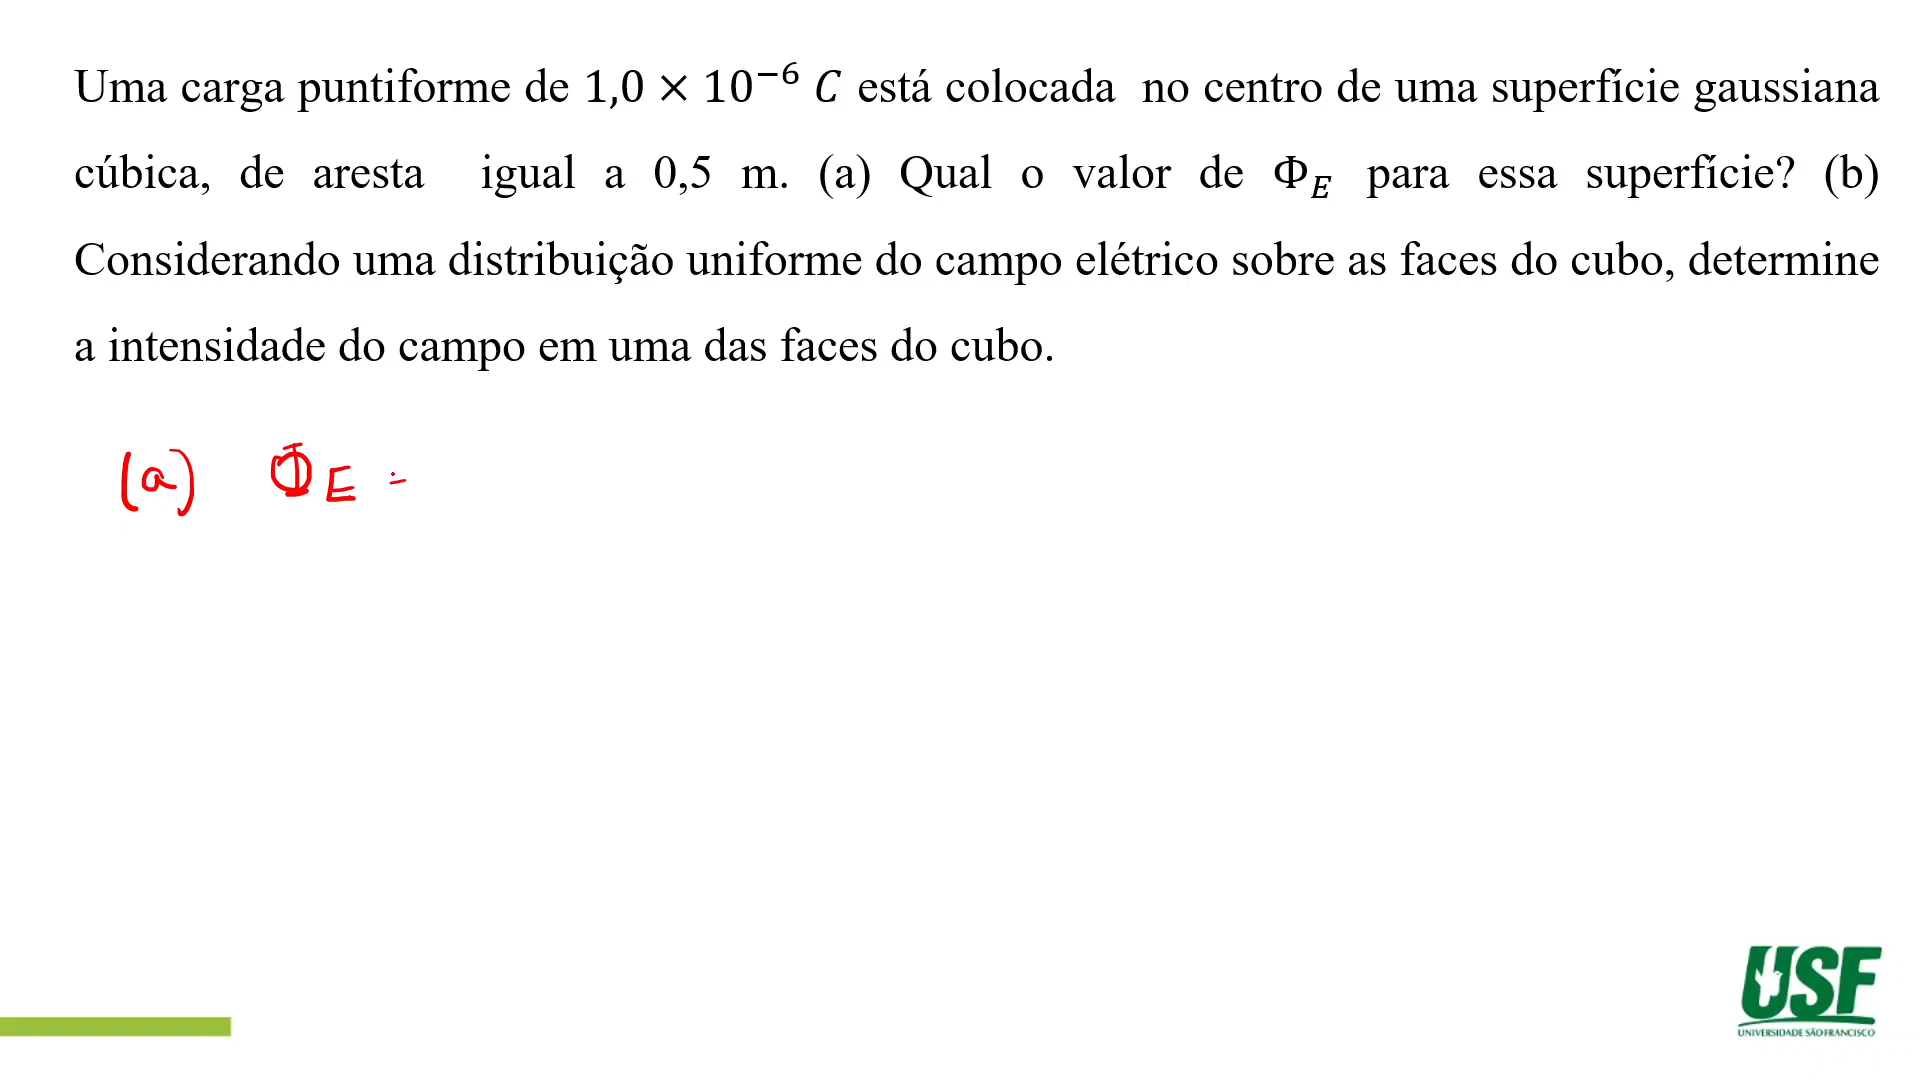 Uma carga puntiforme de 1,0 × 10⁻⁶ C está colocada no centro de uma superfície gaussiana
cúbica, de aresta igual a 0,5 m. (a) Qual o valor de Φ_E para essa superfície? (b)
Considerando uma distribuição uniforme do campo elétrico sobre as faces do cubo, determine
a intensidade do campo em uma das faces do cubo.
(a) Φ_E =
USF
UNIVERSIDADE SÃO FRANCISCO